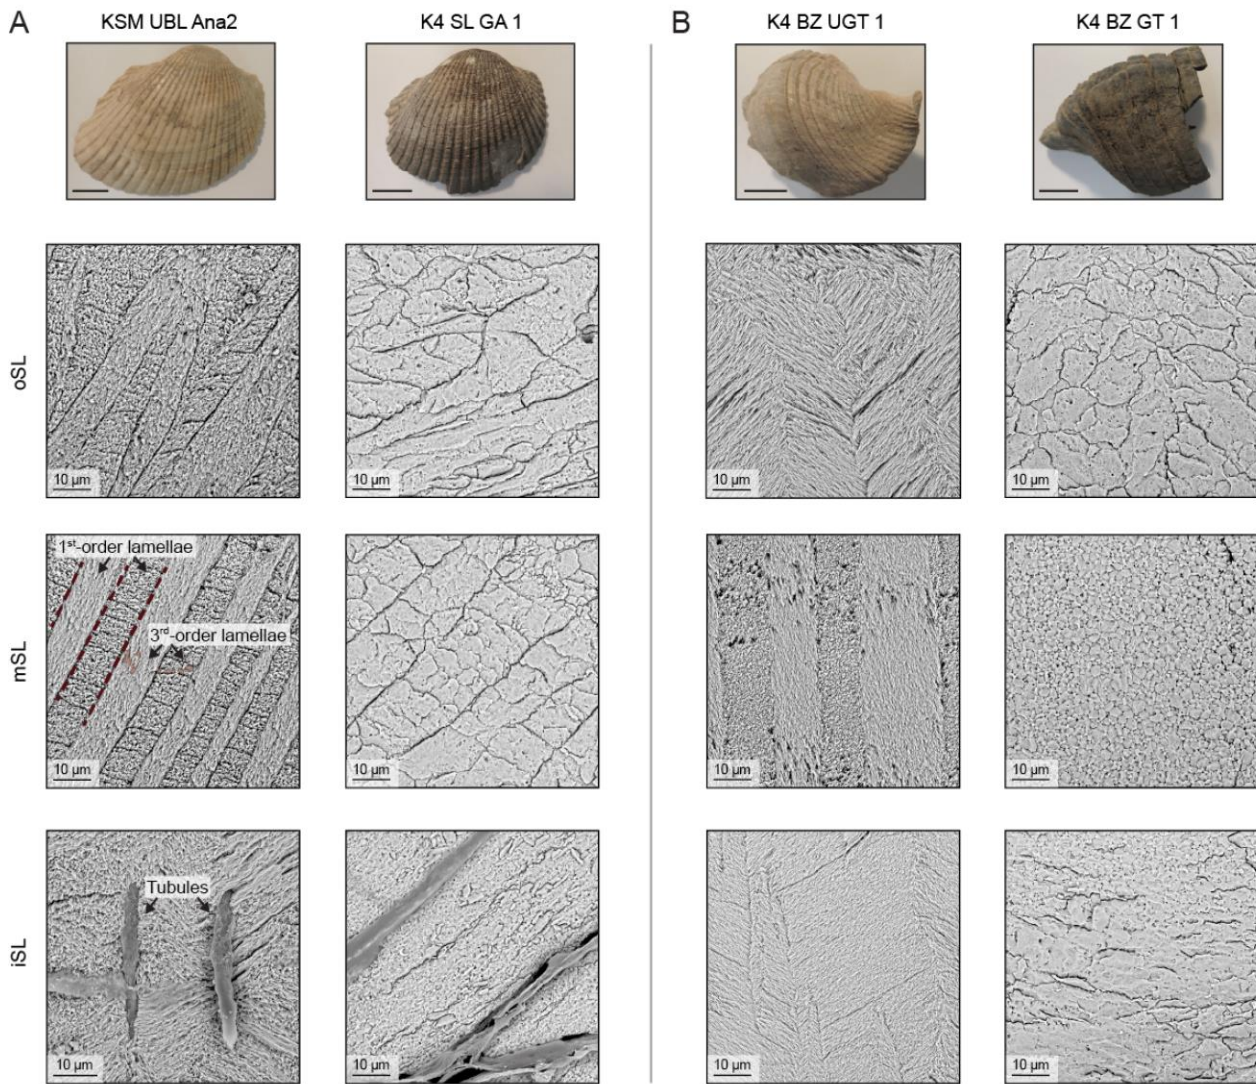 A
KSM UBL Ana2
K4 SL GA 1
B
K4 BZ UGT 1
K4 BZ GT 1
oSL
10 µm
10 µm
10 µm
10 µm
mSL
1st-order lamellae
3rd-order lamellae
10 µm
10 µm
10 µm
10 µm
iSL
Tubules
10 µm
10 µm
10 µm
10 µm